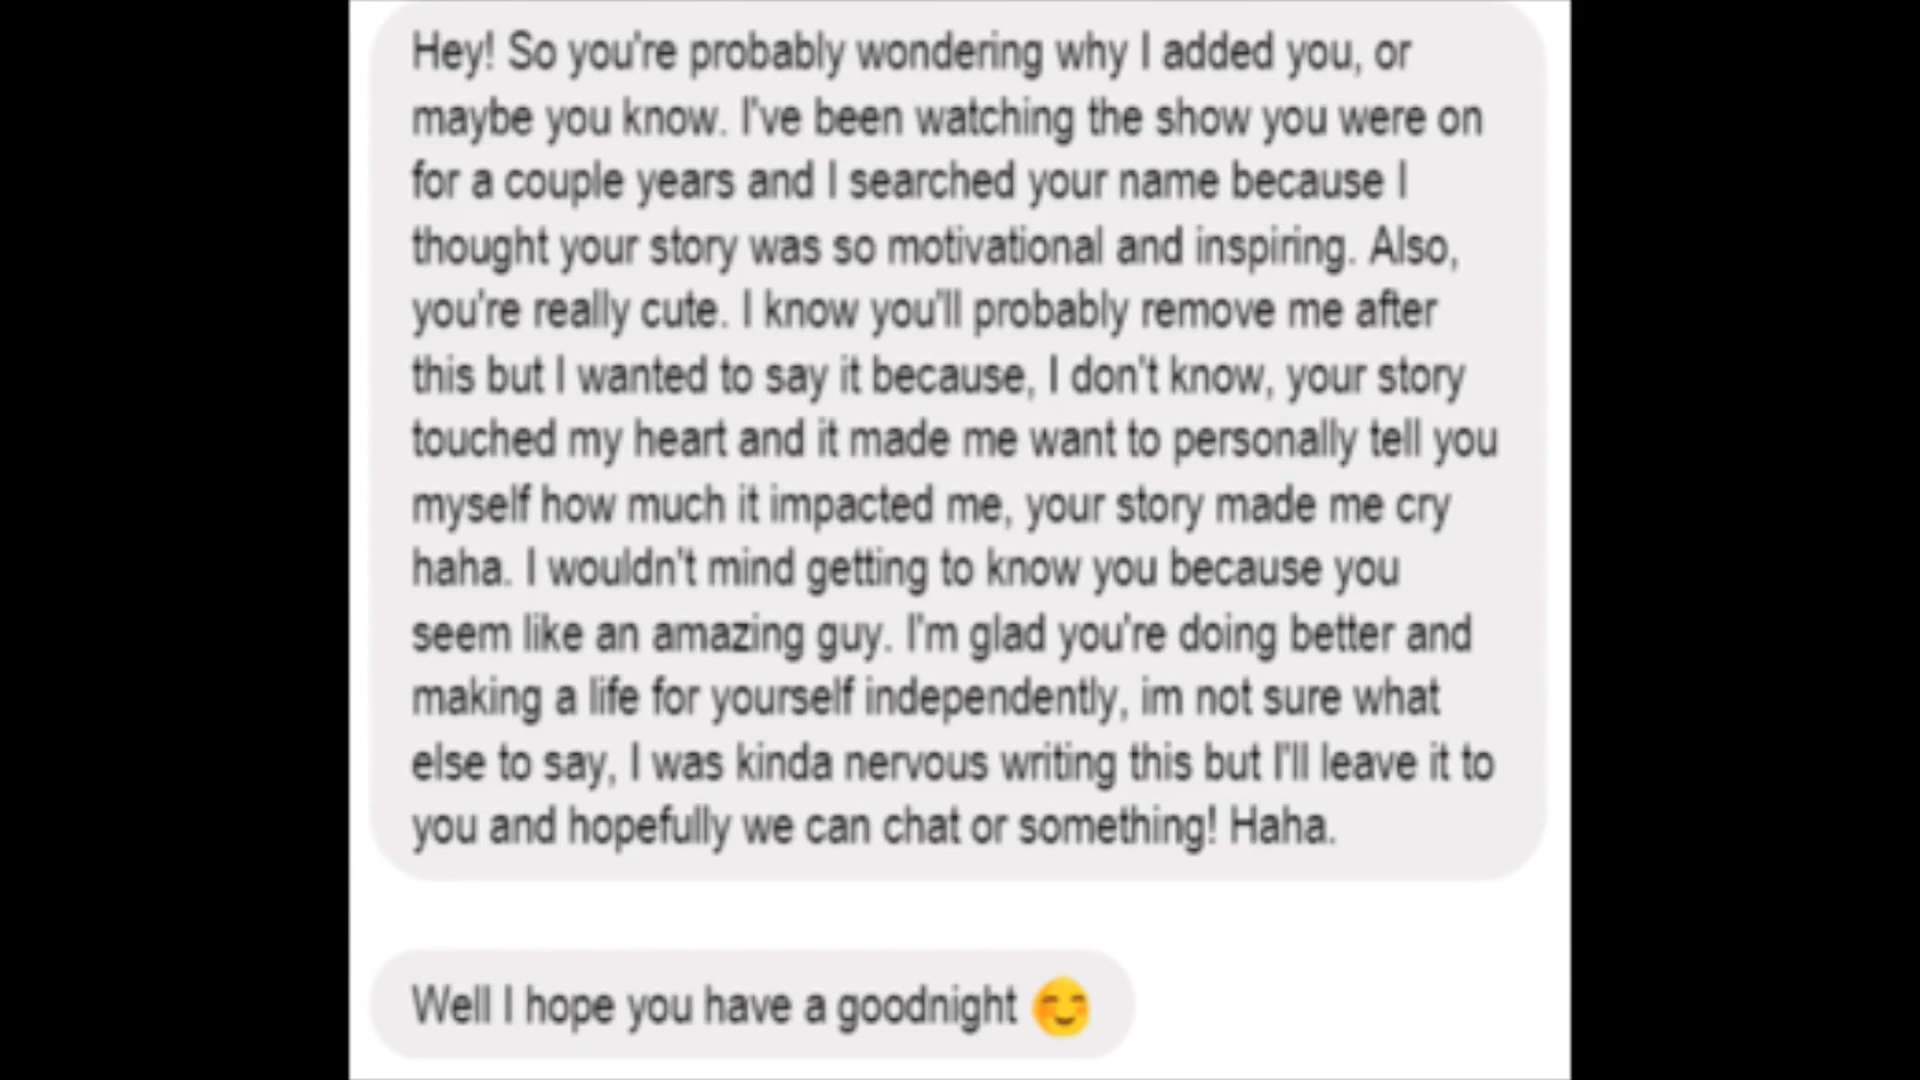 Hey! So you're probably wondering why I added you, or
maybe you know. I've been watching the show you were on
for a couple years and I searched your name because I
thought your story was so motivational and inspiring. Also,
you're really cute. I know you'll probably remove me after
this but I wanted to say it because, I don't know, your story
touched my heart and it made me want to personally tell you
myself how much it impacted me, your story made me cry
haha. I wouldn't mind getting to know you because you
seem like an amazing guy. I'm glad you're doing better and
making a life for yourself independently, im not sure what
else to say, I was kinda nervous writing this but I'll leave it to
you and hopefully we can chat or something! Haha.
Well I hope you have a goodnight 😊